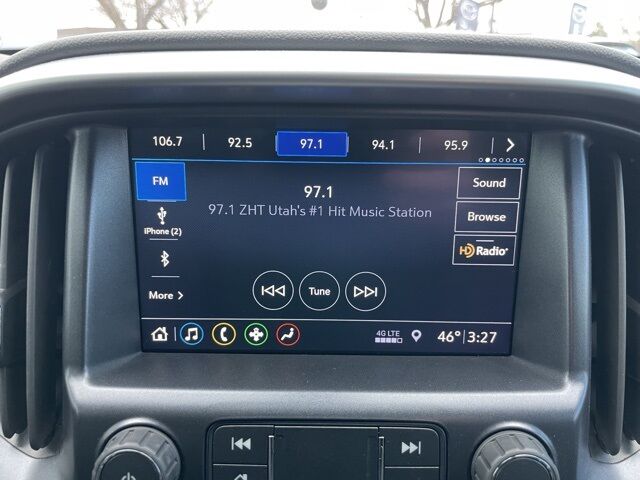 106.7 92.5 97.1 94.1 95.9
FM
97.1
Sound
97.1 ZHT Utah's #1 Hit Music Station
Browse
iPhone (2)
HD Radio
More
Tune
4G LTE
46° 3:27